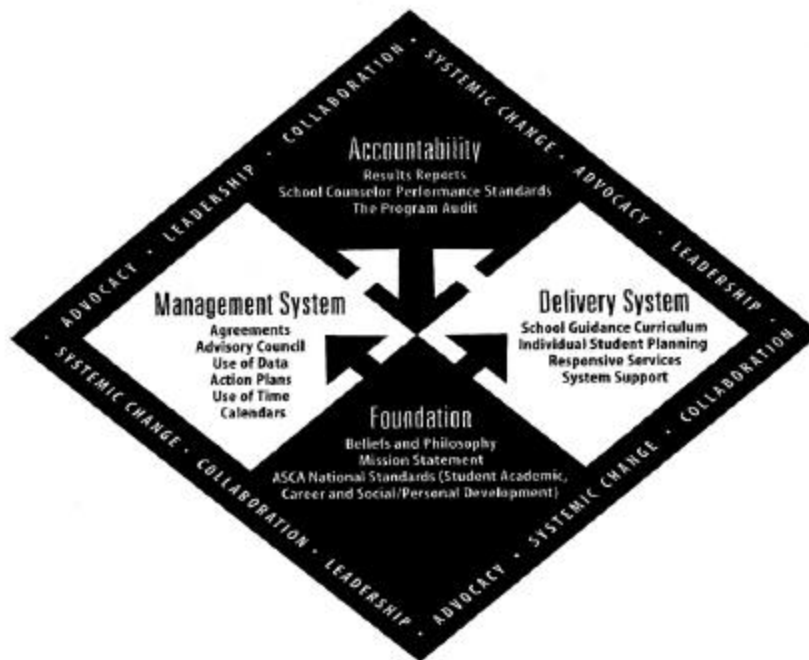 ADVOCACY • LEADERSHIP • COLLABORATION •
SYSTEMIC CHANGE • ADVOCACY • LEADERSHIP •
Accountability
Results Reports
School Counselor Performance Standards
The Program Audit
Management System
Agreements
Advisory Council
Use of Data
Action Plans
Use of Time
Calendars
Delivery System
School Guidance Curriculum
Individual Student Planning
Responsive Services
System Support
Foundation
Beliefs and Philosophy
Mission Statement
ASCA National Standards (Student Academic,
Career and Social/Personal Development)
• SYSTEMIC CHANGE • COLLABORATION • LEADERSHIP •
ADVOCACY • SYSTEMIC CHANGE • COLLABORATION